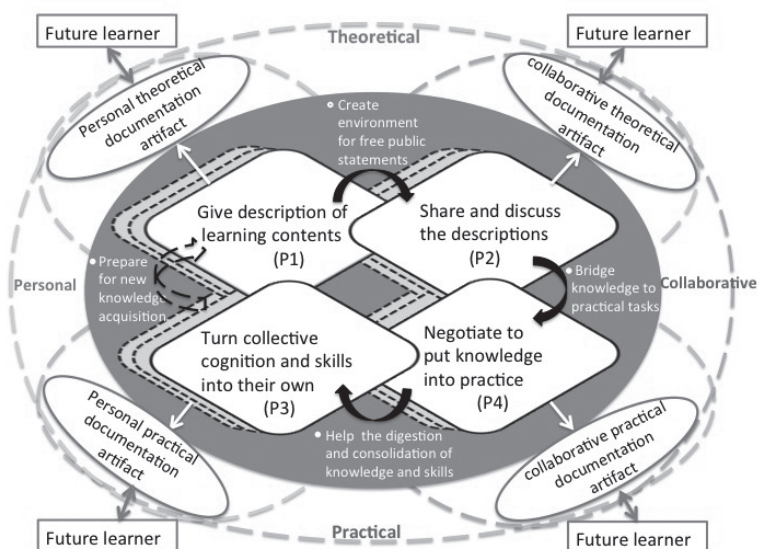 Future learner
Theoretical
Future learner
Personal theoretical
documentation
artifact
collaborative theoretical
documentation
artifact
Create
environment
for free public
statements
Give description of
learning contents
(P1)
Share and discuss
the descriptions
(P2)
Personal
Prepare
for new
knowledge
acquisition
Bridge
knowledge to
practical tasks
Collaborative
Turn collective
cognition and skills
into their own
(P3)
Negotiate to
put knowledge
into practice
(P4)
Help the digestion
and consolidation of
knowledge and skills
Personal practical
documentation
artifact
collaborative practical
documentation
artifact
Future learner
Practical
Future learner